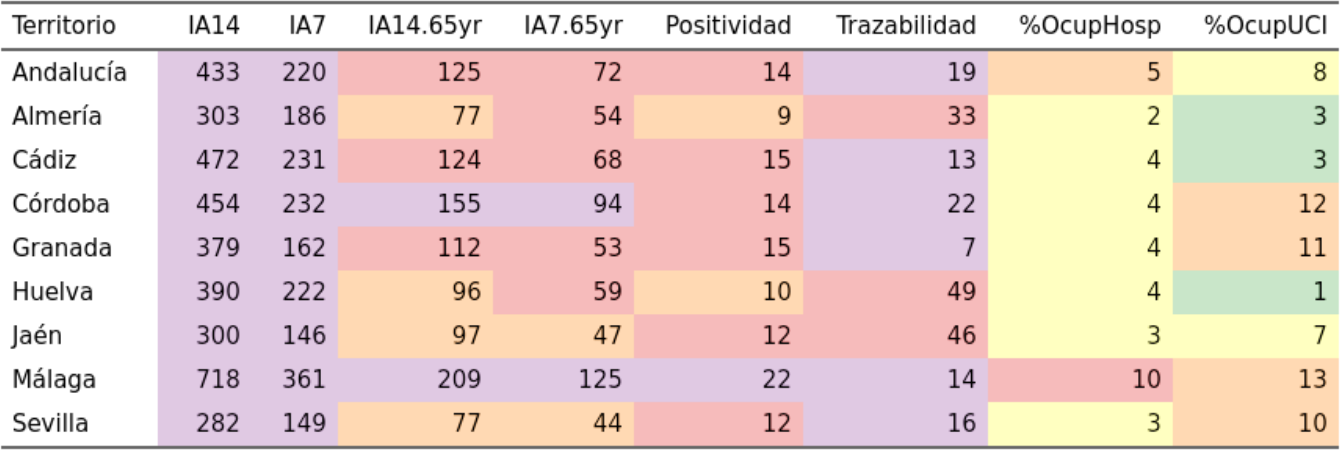 Territorio IA14 IA7 IA14.65yr IA7.65yr Positividad Trazabilidad %OcupHosp %OcupUCI
Andalucía 433 220 125 72 14 19 5 8
Almería 303 186 77 54 9 33 2 3
Cádiz 472 231 124 68 15 13 4 3
Córdoba 454 232 155 94 14 22 4 12
Granada 379 162 112 53 15 7 4 11
Huelva 390 222 96 59 10 49 4 1
Jaén 300 146 97 47 12 46 3 7
Málaga 718 361 209 125 22 14 10 13
Sevilla 282 149 77 44 12 16 3 10